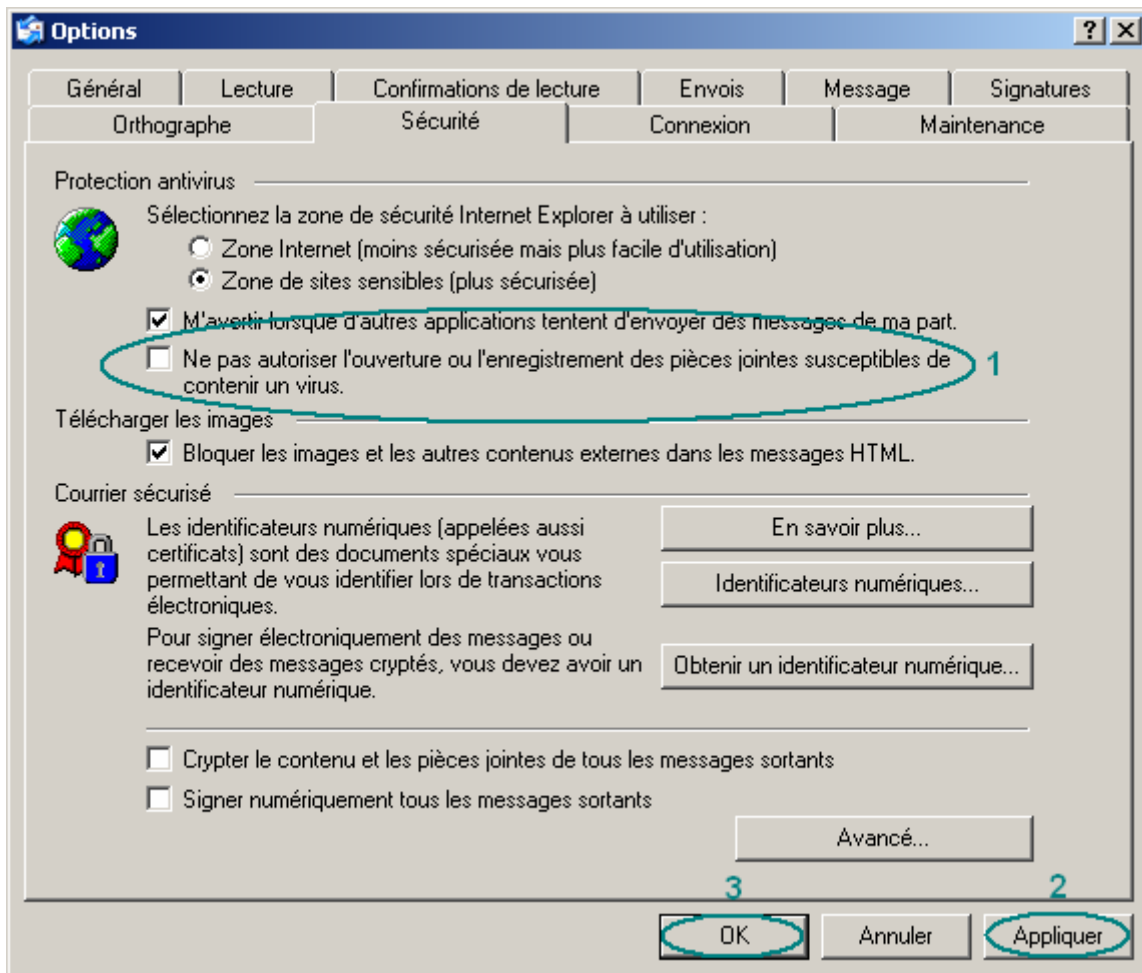 Options
Général Lecture Confirmations de lecture Envois Message Signatures
Orthographe Sécurité Connexion Maintenance
Protection antivirus
Sélectionnez la zone de sécurité Internet Explorer à utiliser :
Zone Internet (moins sécurisée mais plus facile d'utilisation)
Zone de sites sensibles (plus sécurisée)
M'avertir lorsque d'autres applications tentent d'envoyer des messages de ma part.
Ne pas autoriser l'ouverture ou l'enregistrement des pièces jointes susceptibles de
contenir un virus.
1
Télécharger les images
Bloquer les images et les autres contenus externes dans les messages HTML.
Courrier sécurisé
Les identificateurs numériques (appelées aussi
certificats) sont des documents spéciaux vous
permettant de vous identifier lors de transactions
électroniques.
En savoir plus...
Identificateurs numériques...
Pour signer électroniquement des messages ou
recevoir des messages cryptés, vous devez avoir un
identificateur numérique.
Obtenir un identificateur numérique...
Crypter le contenu et les pièces jointes de tous les messages sortants
Signer numériquement tous les messages sortants
Avancé...
3 2
OK Annuler Appliquer